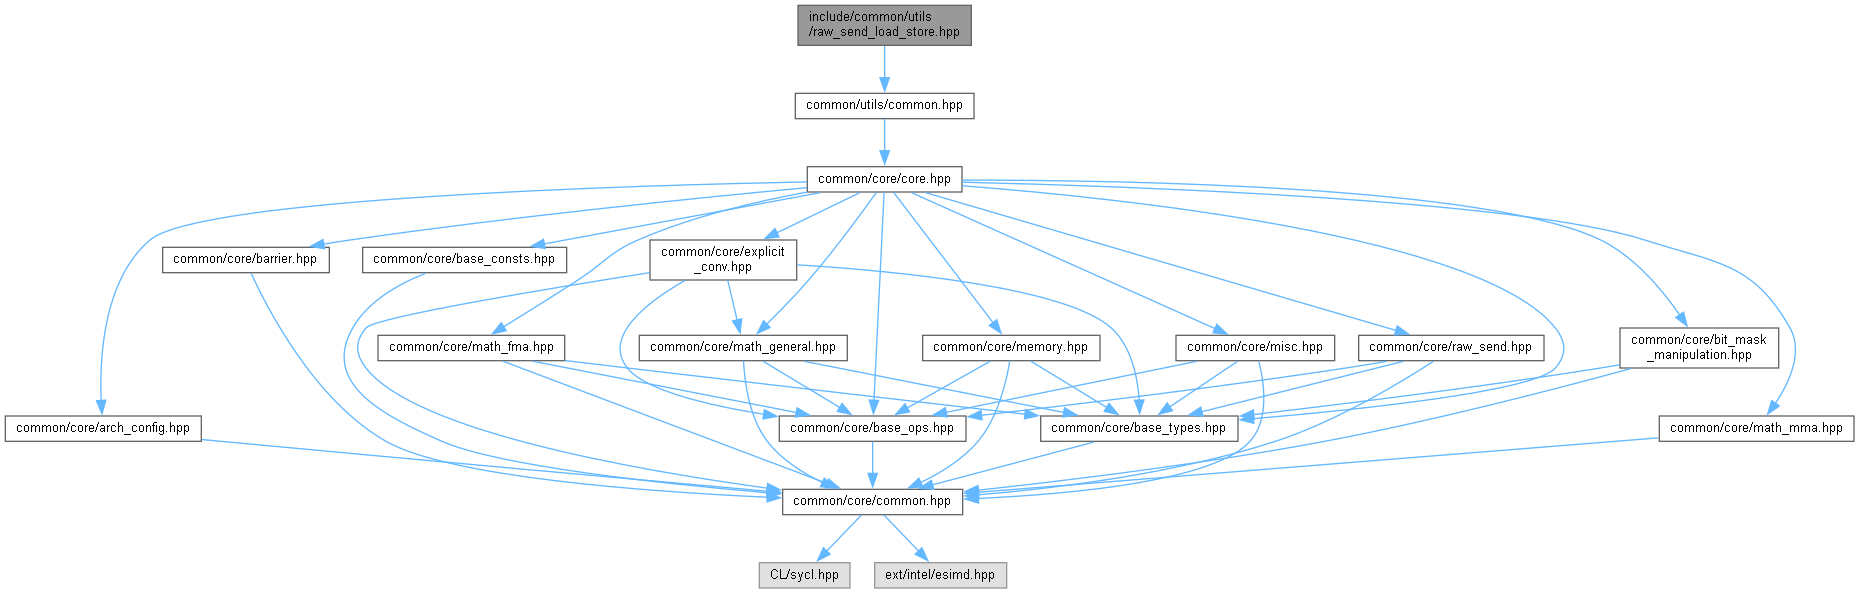 include/common/utils
/raw_send_load_store.hpp
common/utils/common.hpp
common/core/core.hpp
common/core/barrier.hpp
common/core/base_consts.hpp
common/core/explicit
_conv.hpp
common/core/math_fma.hpp
common/core/math_general.hpp
common/core/memory.hpp
common/core/misc.hpp
common/core/raw_send.hpp
common/core/bit_mask
_manipulation.hpp
common/core/arch_config.hpp
common/core/base_ops.hpp
common/core/base_types.hpp
common/core/math_mma.hpp
common/core/common.hpp
CL/sycl.hpp
ext/intel/esimd.hpp